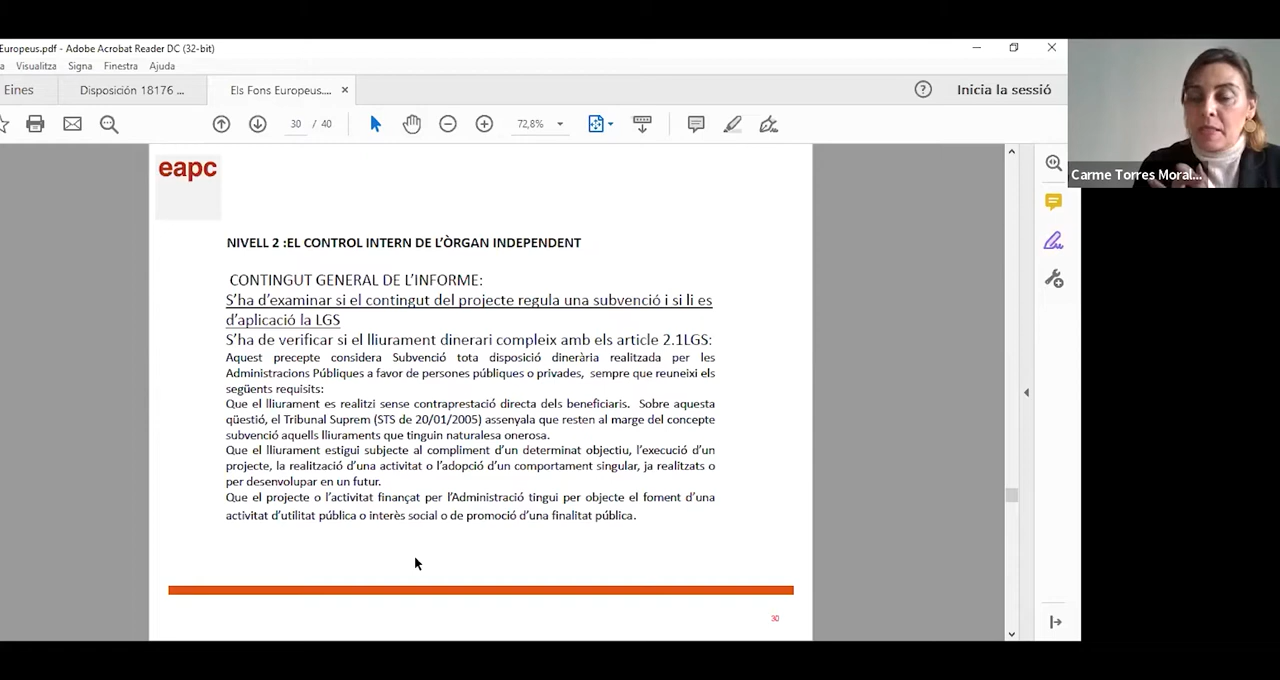 Europeus.pdf - Adobe Acrobat Reader DC (32-bit)
a Visualitza Signa Finestra Ajuda
Eines Disposición 18176 ... Els Fons Europeus.... × Inicia la sessió
30 / 40 72,8%
eapc
NIVELL 2 :EL CONTROL INTERN DE L'ÒRGAN INDEPENDENT
CONTINGUT GENERAL DE L'INFORME:
S'ha d'examinar si el contingut del projecte regula una subvenció i si li es
d'aplicació la LGS
S'ha de verificar si el lliurament dinerari compleix amb els article 2.1LGS:
Aquest precepte considera Subvenció tota disposició dinerària realitzada per les
Administracions Públiques a favor de persones públiques o privades, sempre que reuneixi els
següents requisits:
Que el lliurament es realitzi sense contraprestació directa dels beneficiaris. Sobre aquesta
qüestió, el Tribunal Suprem (STS de 20/01/2005) assenyala que resten al marge del concepte
subvenció aquells lliuraments que tinguin naturalesa onerosa.
Que el lliurament estigui subjecte al compliment d'un determinat objectiu, l'execució d'un
projecte, la realització d'una activitat o l'adopció d'un comportament singular, ja realitzats o
per desenvolupar en un futur.
Que el projecte o l'activitat finançat per l'Administració tingui per objecte el foment d'una
activitat d'utilitat pública o interès social o de promoció d'una finalitat pública.
30
Carme Torres Moral...